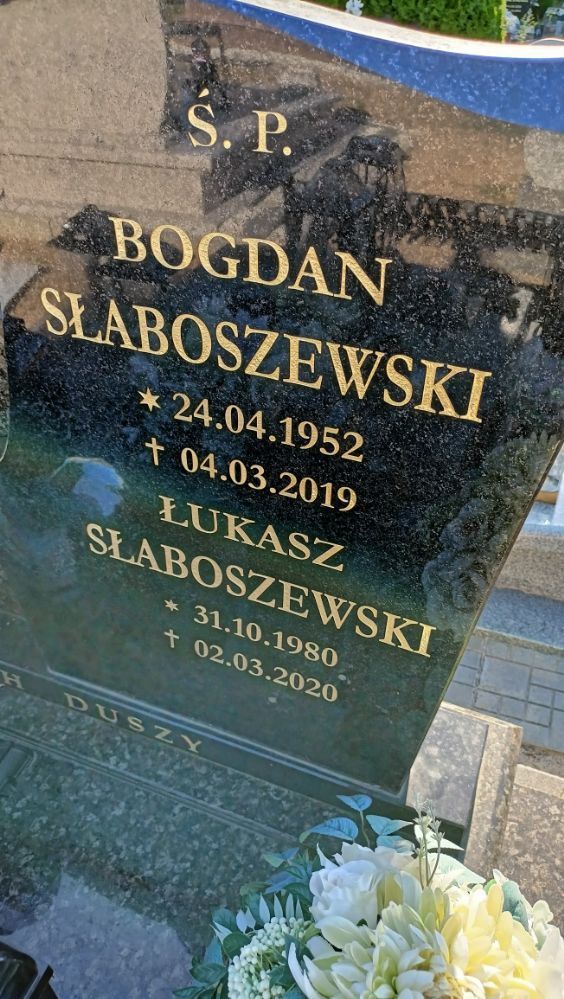 Ś. P.
BOGDAN
SŁABOSZEWSKI
* 24.04.1952
† 04.03.2019
ŁUKASZ
SŁABOSZEWSKI
* 31.10.1980
† 02.03.2020
H DUSZY